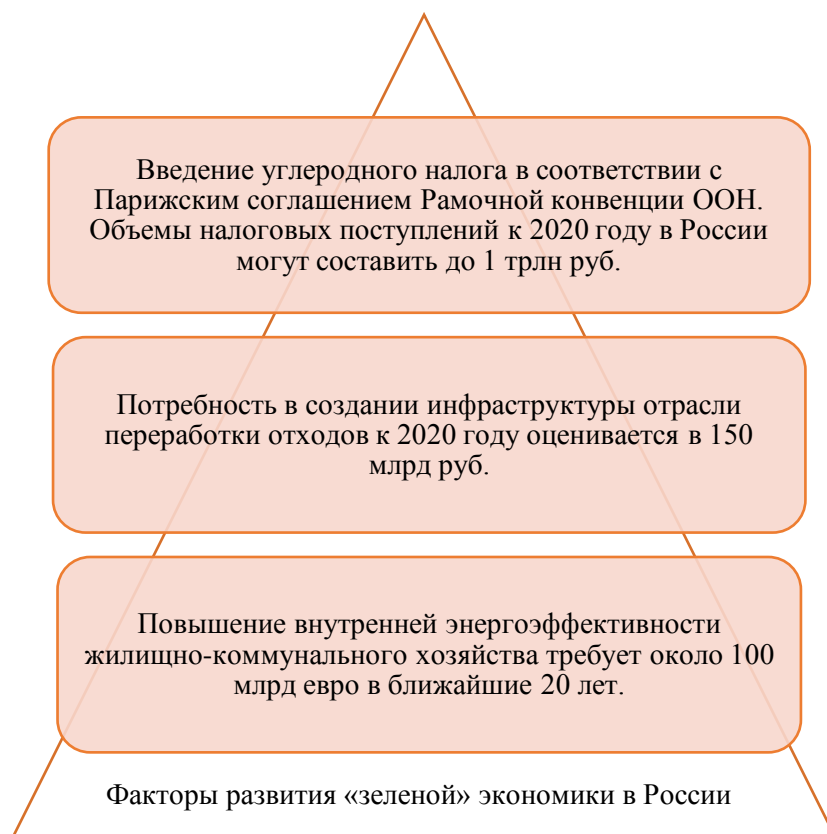 Введение углеродного налога в соответствии с
Парижским соглашением Рамочной конвенции ООН.
Объемы налоговых поступлений к 2020 году в России
могут составить до 1 трлн руб.
Потребность в создании инфраструктуры отрасли
переработки отходов к 2020 году оценивается в 150
млрд руб.
Повышение внутренней энергоэффективности
жилищно-коммунального хозяйства требует около 100
млрд евро в ближайшие 20 лет.
Факторы развития «зеленой» экономики в России